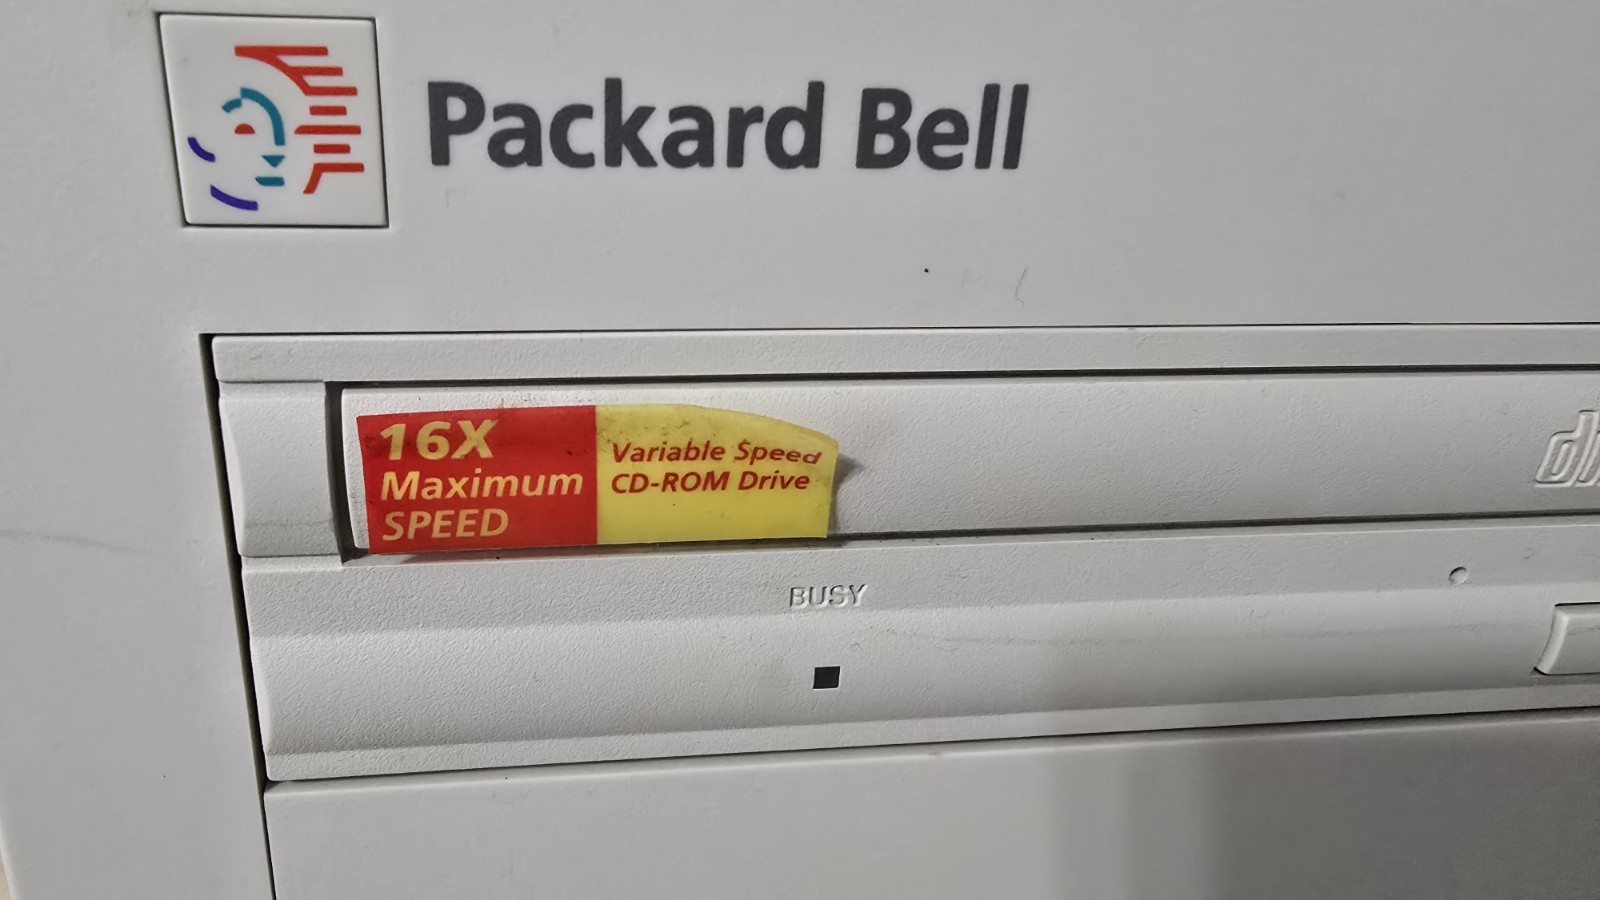 Packard Bell
16X
Maximum
SPEED
Variable Speed
CD-ROM Drive
BUSY